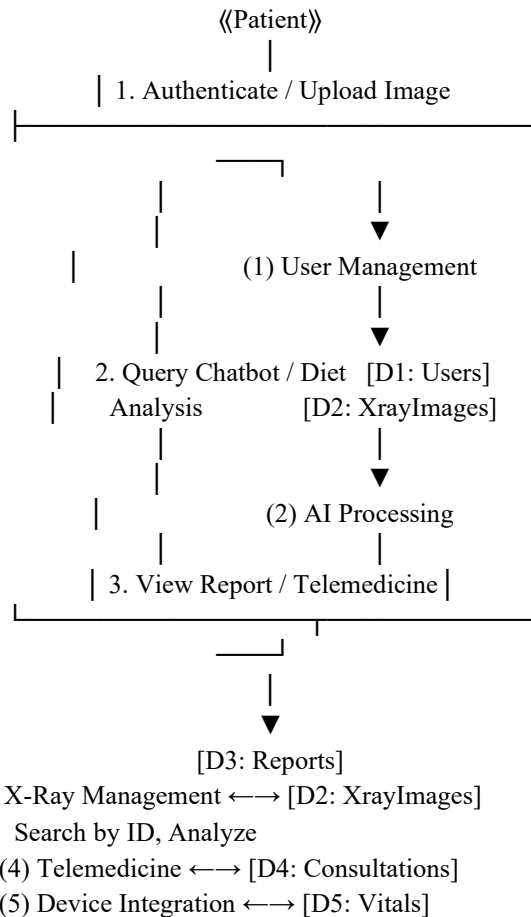 ⟪Patient⟫
1. Authenticate / Upload Image
(1) User Management
2. Query Chatbot / Diet [D1: Users]
Analysis [D2: XrayImages]
(2) AI Processing
3. View Report / Telemedicine
[D3: Reports]
X-Ray Management ←→ [D2: XrayImages]
Search by ID, Analyze
(4) Telemedicine ←→ [D4: Consultations]
(5) Device Integration ←→ [D5: Vitals]